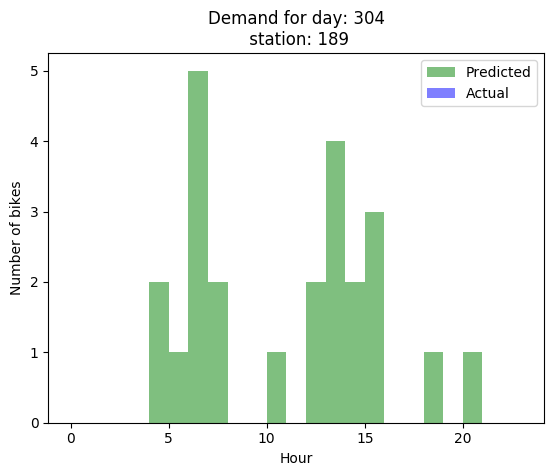 Demand for day: 304
station: 189
Predicted
Actual
Number of bikes
5
4
3
2
1
0
0
5
10
15
20
Hour